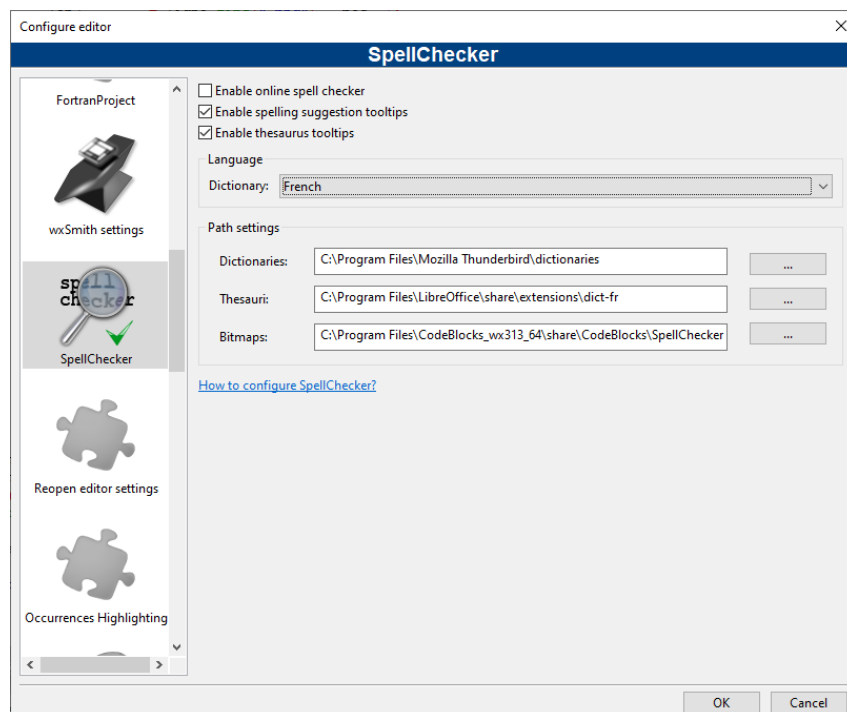 Configure editor
SpellChecker
FortranProject
wxSmith settings
spell
checker
SpellChecker
Reopen editor settings
Occurrences Highlighting
Enable online spell checker
Enable spelling suggestion tooltips
Enable thesaurus tooltips
Language
Dictionary: French
Path settings
Dictionaries: C:\Program Files\Mozilla Thunderbird\dictionaries ...
Thesauri: C:\Program Files\LibreOffice\share\extensions\dict-fr ...
Bitmaps: C:\Program Files\CodeBlocks_wx313_64\share\CodeBlocks\SpellChecker ...
How to configure SpellChecker?
OK Cancel